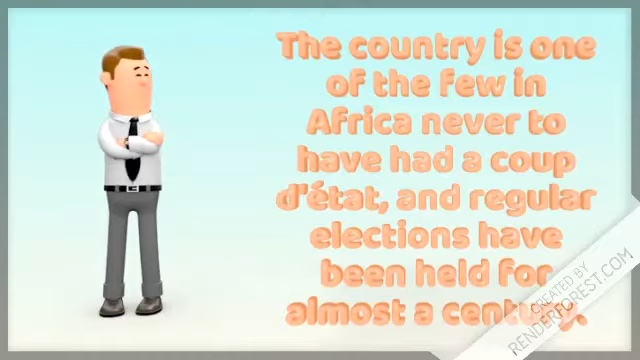 The country is one
of the few in
Africa never to
have had a coup
d'état, and regular
elections have
been held for
almost a century.
CREATED BY
RENDERFOREST.COM